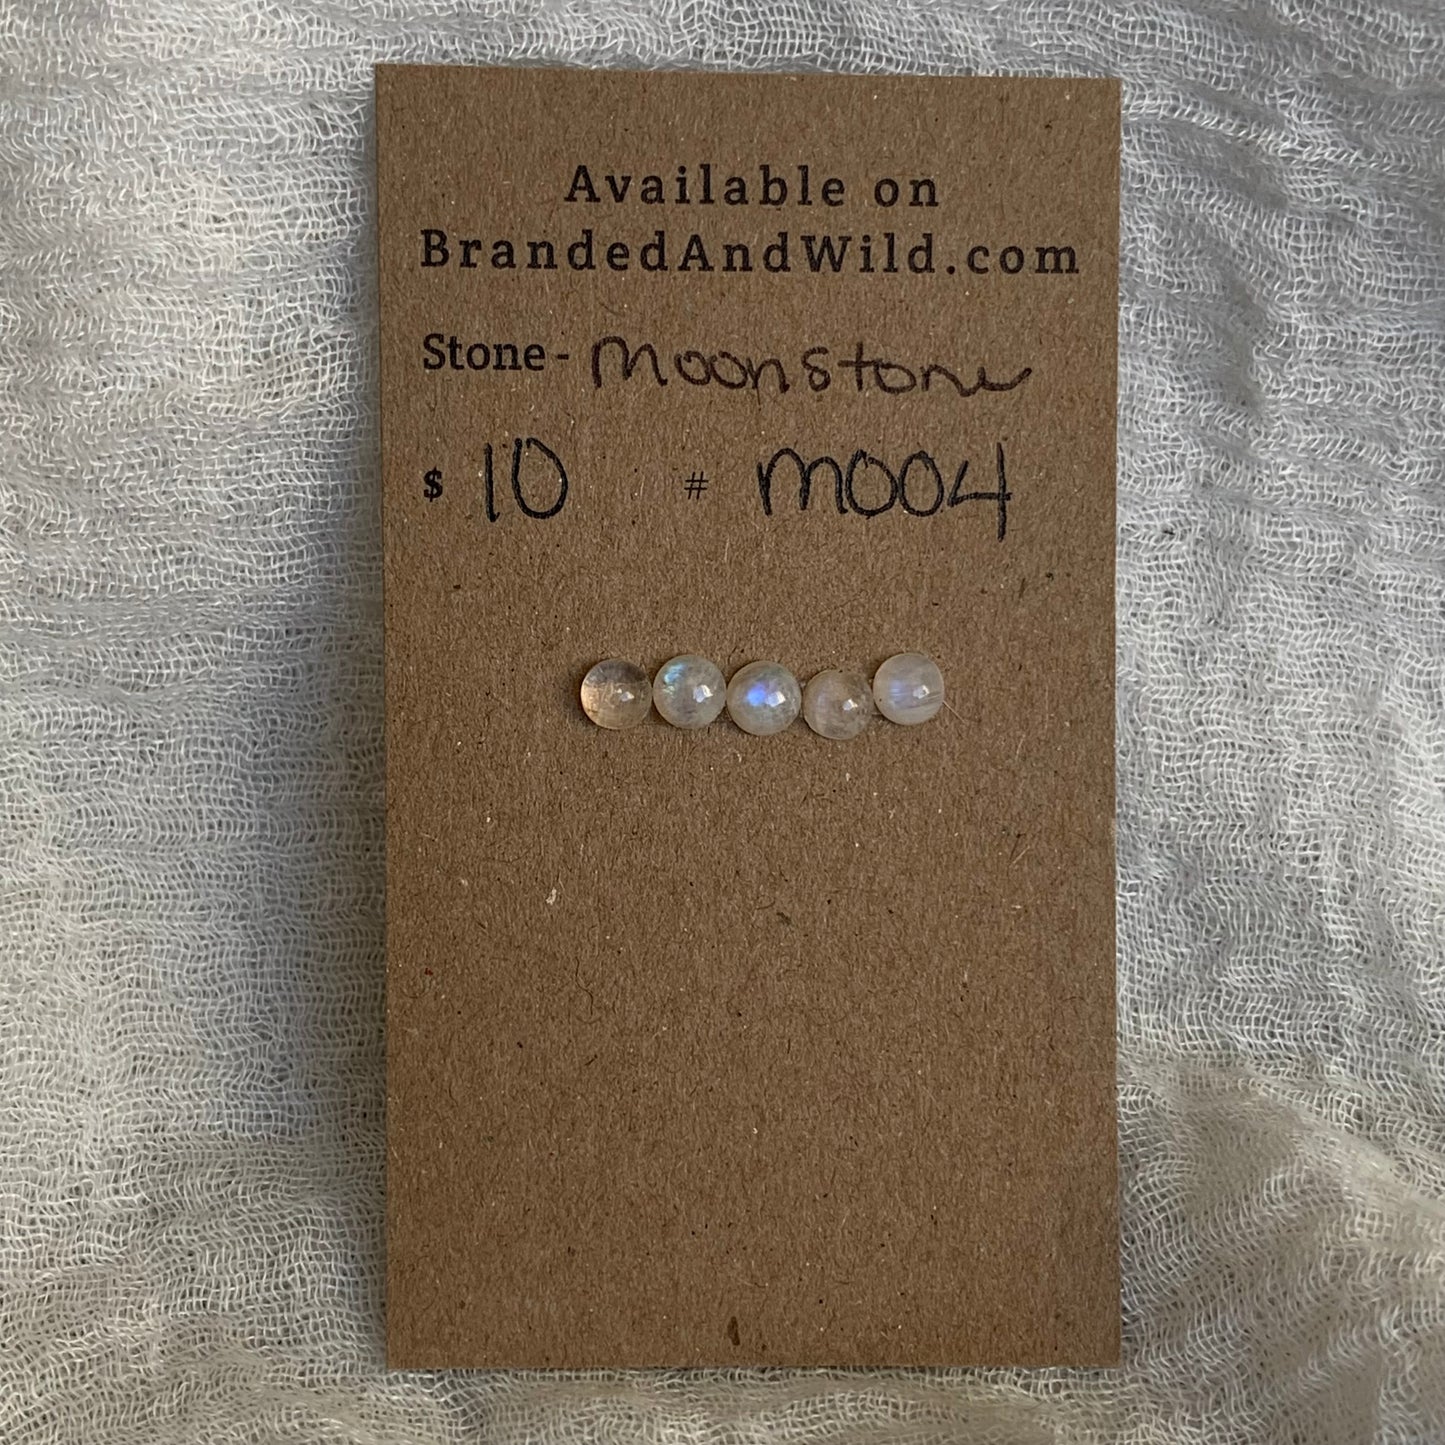 Available on
BrandedAndWild.com
Stone - Moonstone
$ 10 # M004